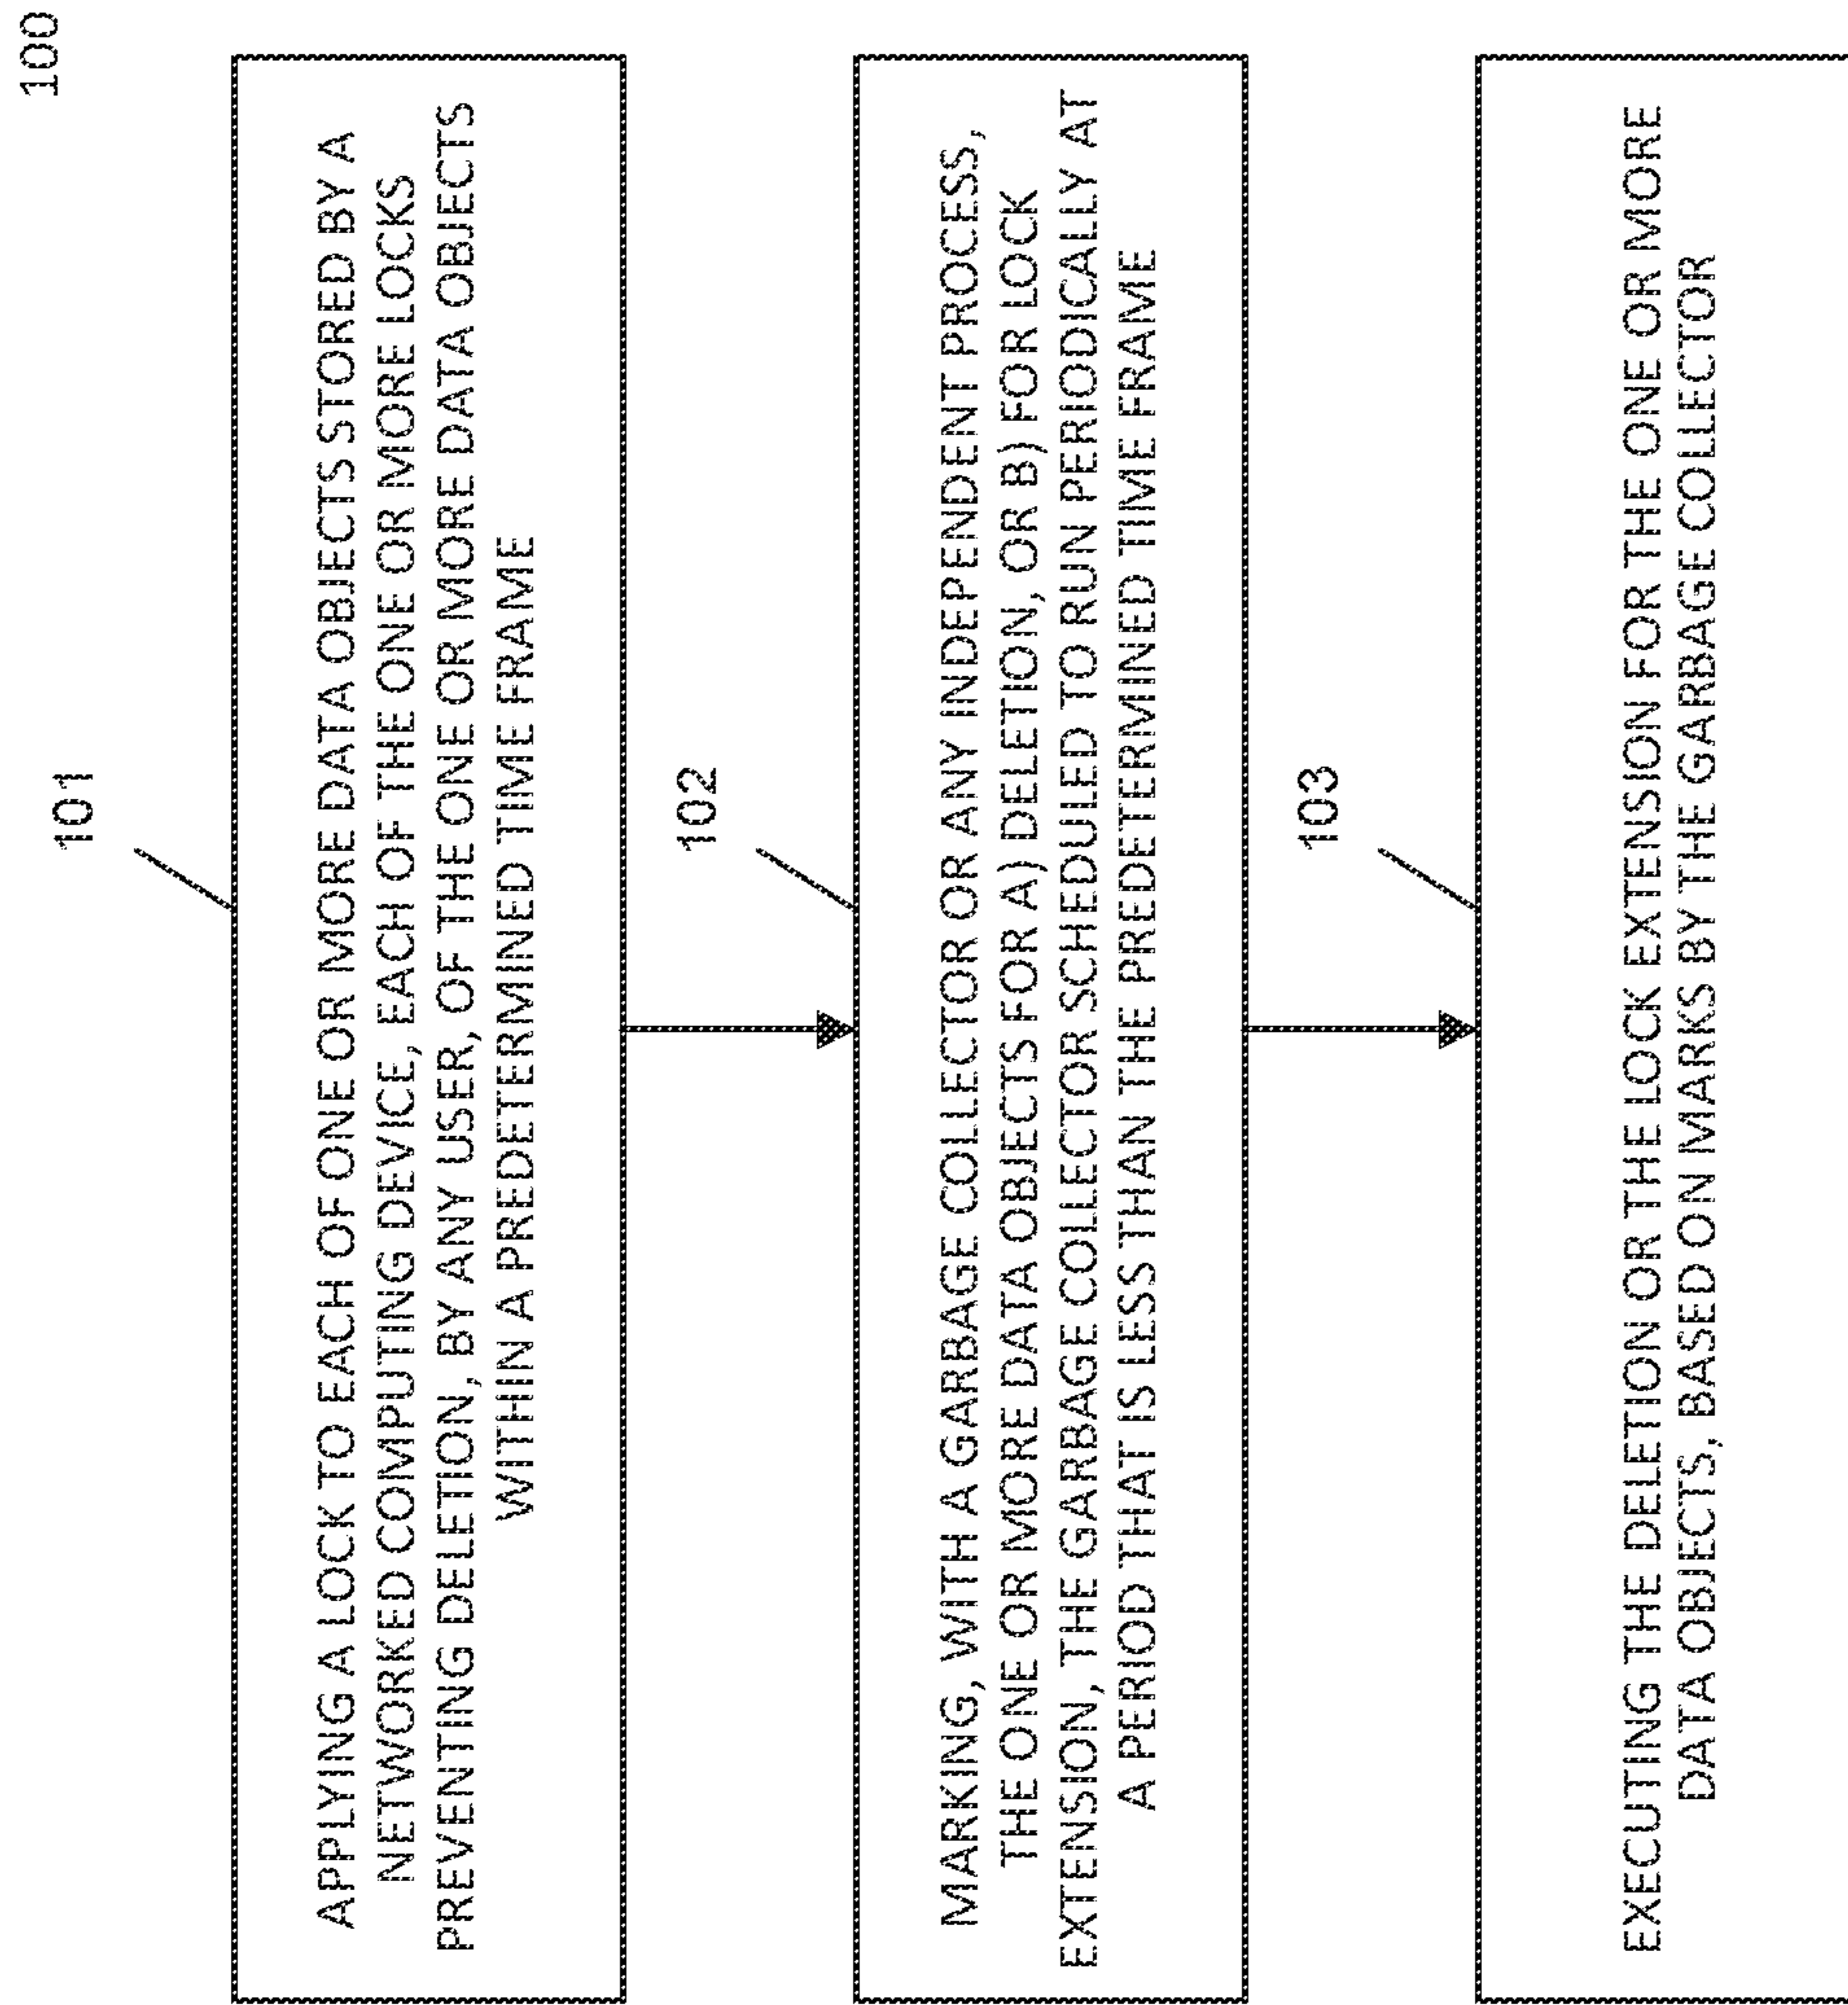 100
101
APPLYING A LOCK TO EACH OF ONE OR MORE DATA OBJECTS STORED BY A
NETWORKED COMPUTING DEVICE, EACH OF THE ONE OR MORE LOCKS
PREVENTING DELETION, BY ANY USER, OF THE ONE OR MORE DATA OBJECTS
WITHIN A PREDETERMINED TIME FRAME
102
MARKING, WITH A GARBAGE COLLECTOR OR ANY INDEPENDENT PROCESS,
THE ONE OR MORE DATA OBJECTS FOR A) DELETION, OR B) FOR LOCK
EXTENSION, THE GARBAGE COLLECTOR SCHEDULED TO RUN PERIODICALLY AT
A PERIOD THAT IS LESS THAN THE PREDETERMINED TIME FRAME
103
EXECUTING THE DELETION OR THE LOCK EXTENSION FOR THE ONE OR MORE
DATA OBJECTS, BASED ON MARKS BY THE GARBAGE COLLECTOR